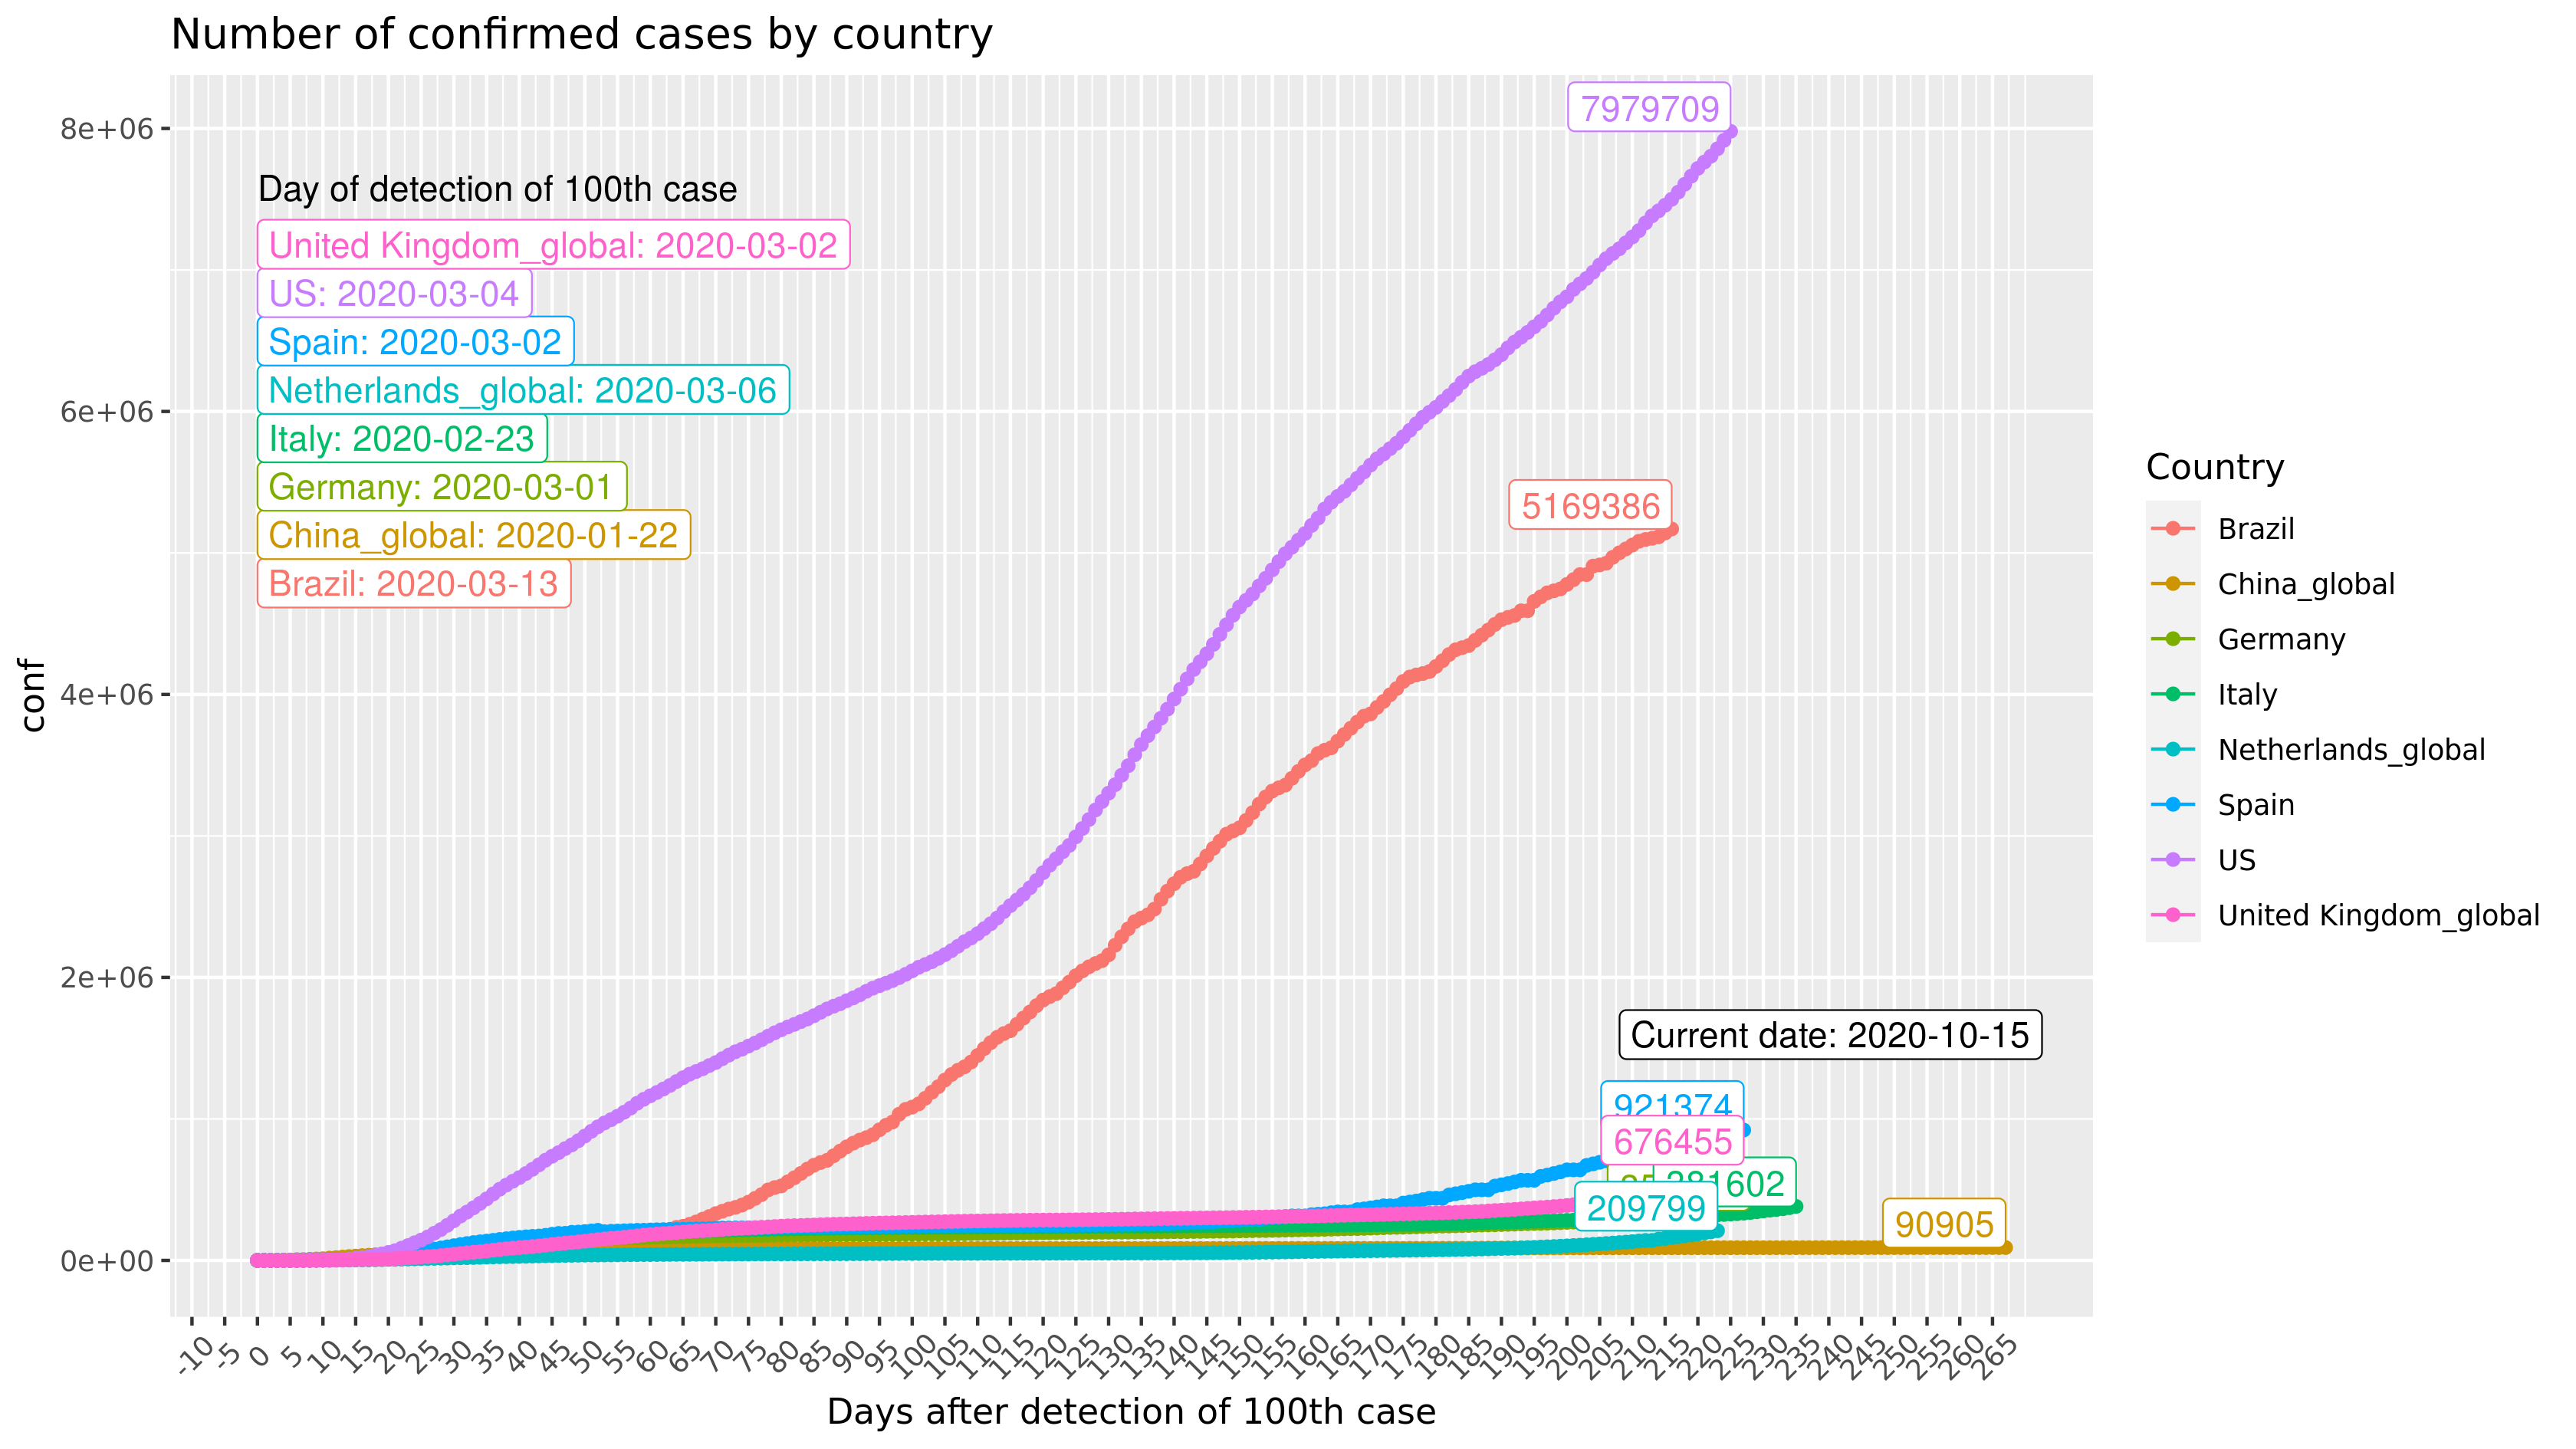 Number of confirmed cases by country
8e+06
6e+06
4e+06
2e+06
0e+00
conf
Day of detection of 100th case
United Kingdom_global: 2020-03-02
US: 2020-03-04
Spain: 2020-03-02
Netherlands_global: 2020-03-06
Italy: 2020-02-23
Germany: 2020-03-01
China_global: 2020-01-22
Brazil: 2020-03-13
7979709
5169386
Current date: 2020-10-15
921374
676455
381602
209799
90905
-10 -5 0 5 10 15 20 25 30 35 40 45 50 55 60 65 70 75 80 85 90 95 100 105 110 115 120 125 130 135 140 145 150 155 160 165 170 175 180 185 190 195 200 205 210 215 220 225 230 235 240 245 250 255 260 265
Days after detection of 100th case
Country
Brazil
China_global
Germany
Italy
Netherlands_global
Spain
US
United Kingdom_global